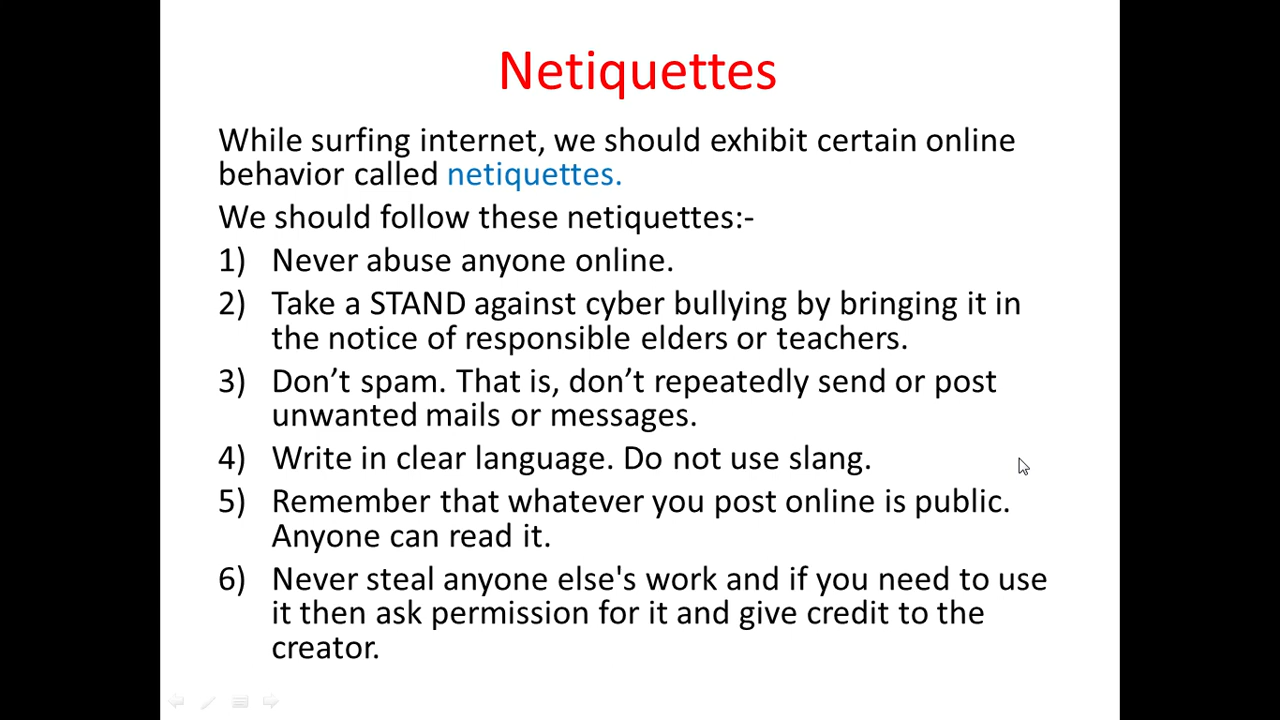 Netiquettes
While surfing internet, we should exhibit certain online
behavior called netiquettes.
We should follow these netiquettes:-
1) Never abuse anyone online.
2) Take a STAND against cyber bullying by bringing it in
the notice of responsible elders or teachers.
3) Don’t spam. That is, don’t repeatedly send or post
unwanted mails or messages.
4) Write in clear language. Do not use slang.
5) Remember that whatever you post online is public.
Anyone can read it.
6) Never steal anyone else's work and if you need to use
it then ask permission for it and give credit to the
creator.